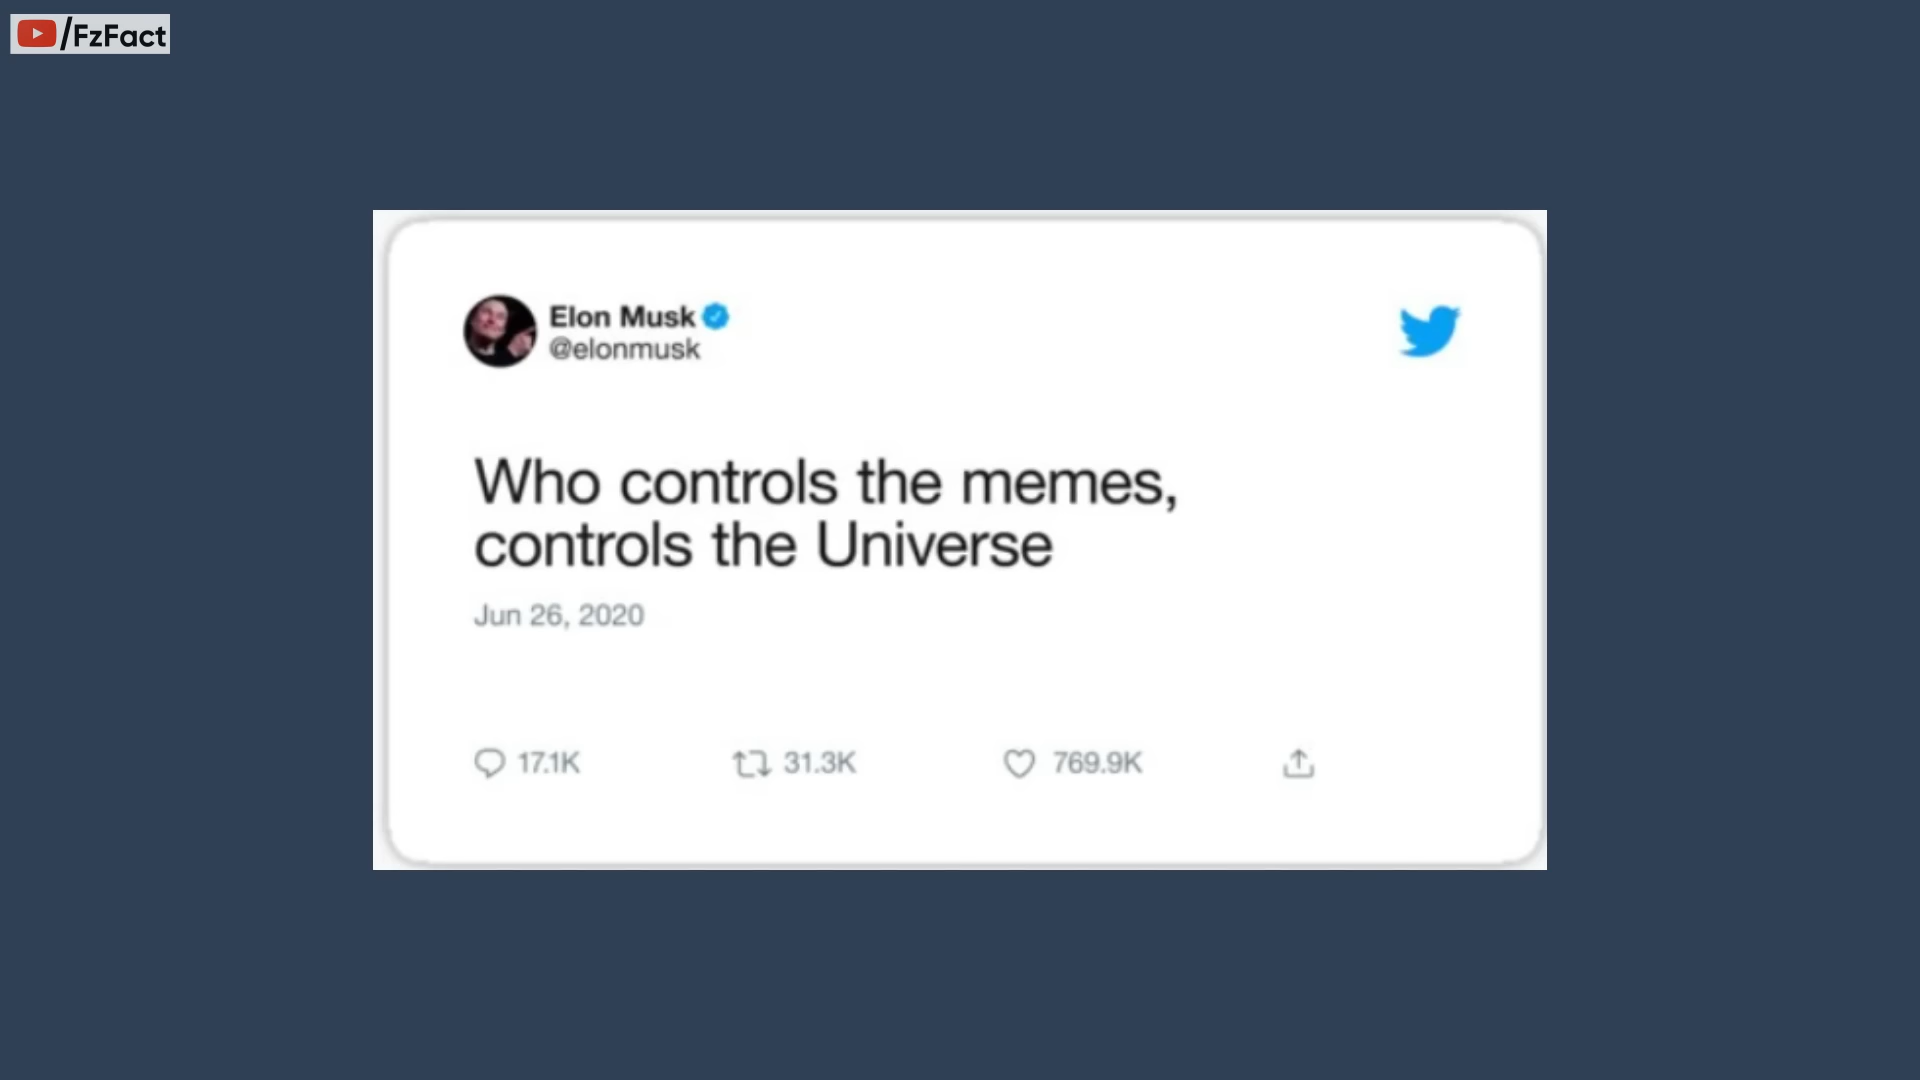 /FzFact
Elon Musk
@elonmusk
Who controls the memes,
controls the Universe
Jun 26, 2020
17.1K 31.3K 769.9K